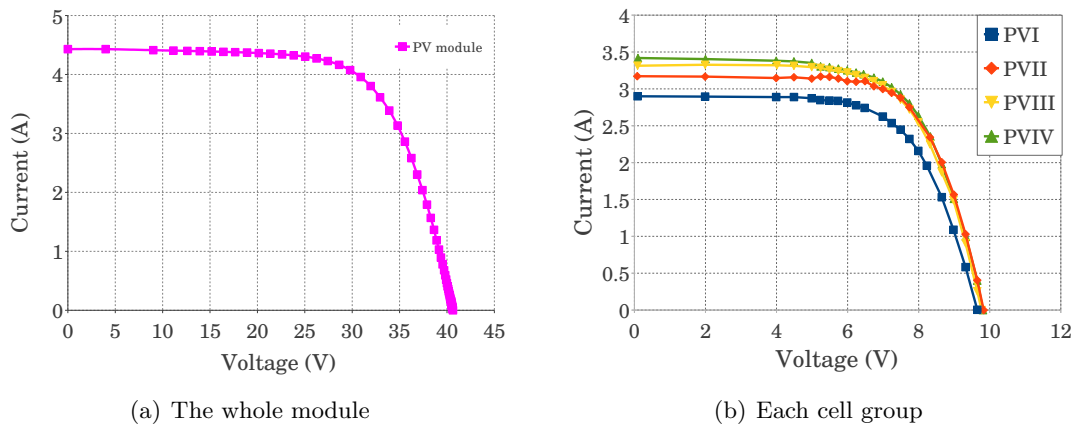 5
4
3
2
1
0
Current (A)
PV module
0 5 10 15 20 25 30 35 40 45
Voltage (V)
(a) The whole module
4
3.5
3
2.5
2
1.5
1
0.5
0
Current (A)
PVI
PVII
PVIII
PVIV
0 2 4 6 8 10 12
Voltage (V)
(b) Each cell group